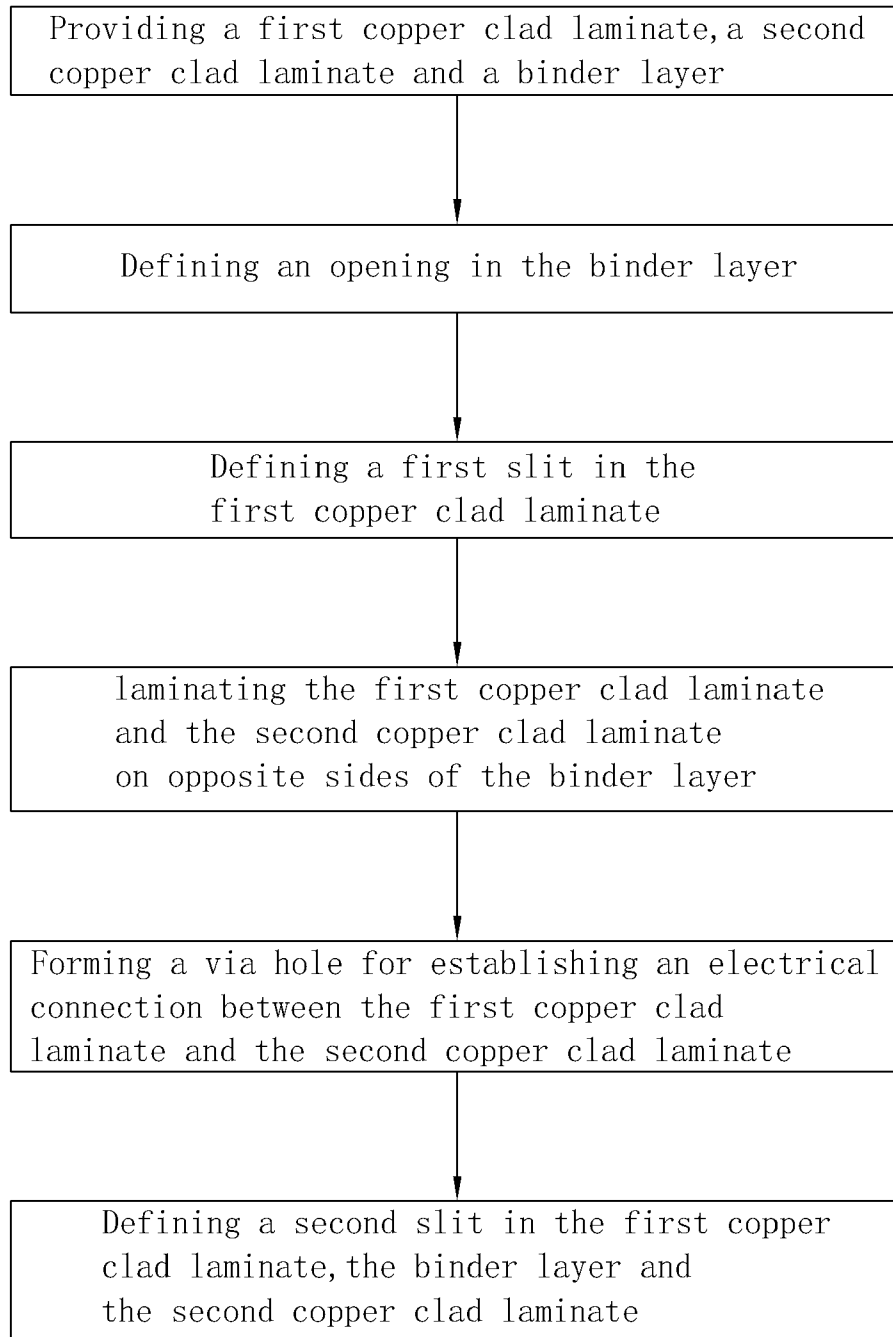 Providing a first copper clad laminate, a second
copper clad laminate and a binder layer
Defining an opening in the binder layer
Defining a first slit in the
first copper clad laminate
laminating the first copper clad laminate
and the second copper clad laminate
on opposite sides of the binder layer
Forming a via hole for establishing an electrical
connection between the first copper clad
laminate and the second copper clad laminate
Defining a second slit in the first copper
clad laminate, the binder layer and
the second copper clad laminate